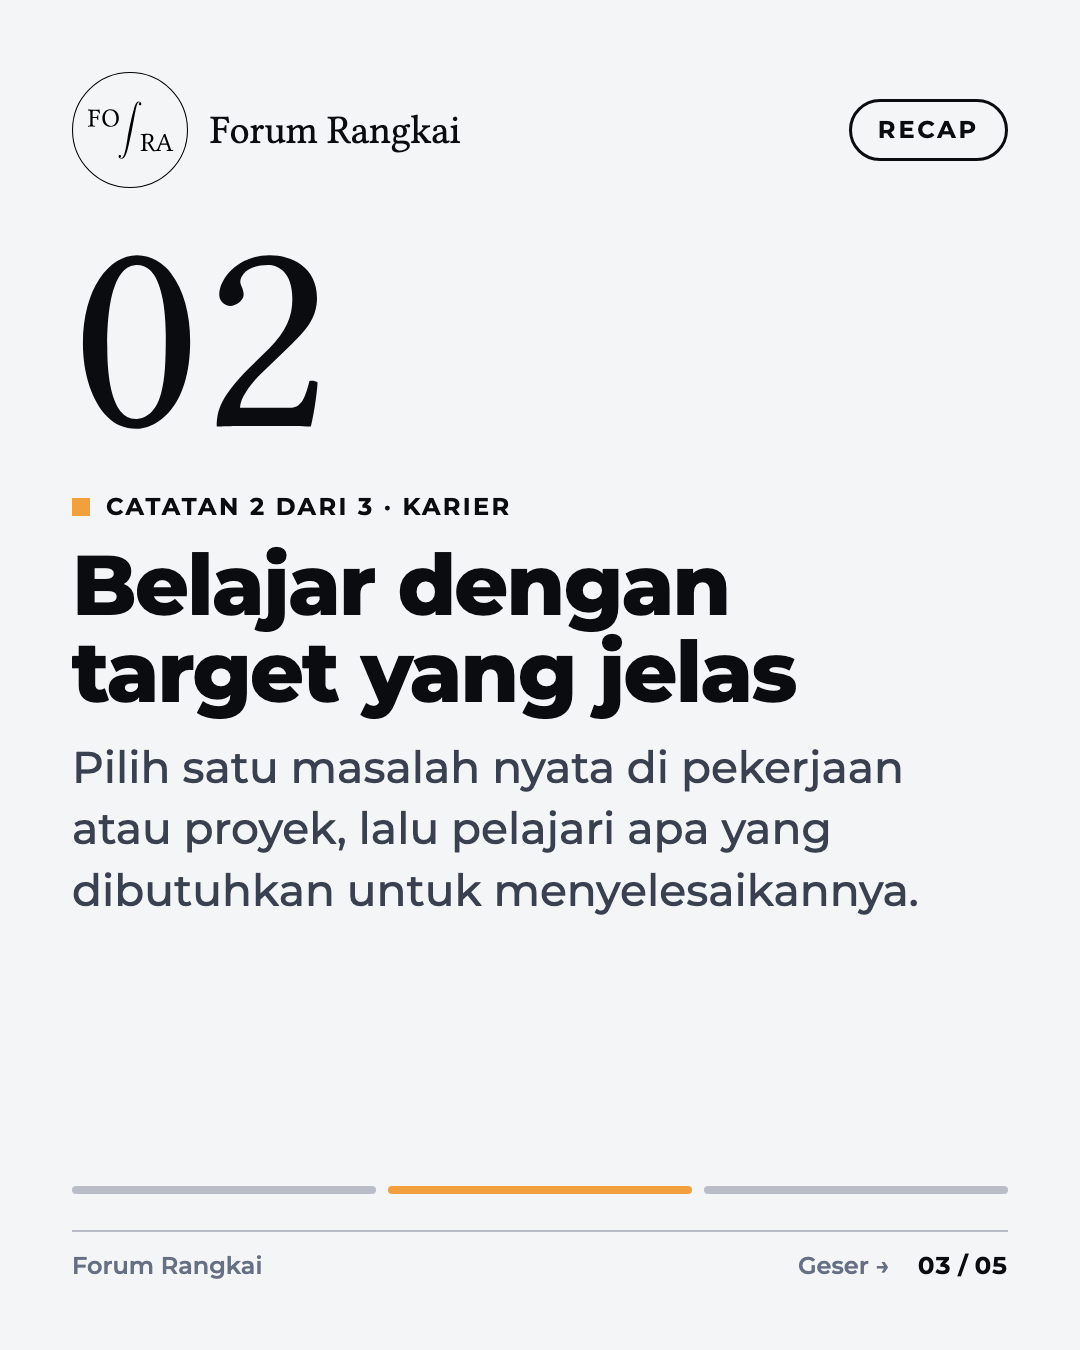 FO
RA
Forum Rangkai
RECAP
02
CATATAN 2 DARI 3 · KARIER
Belajar dengan
target yang jelas
Pilih satu masalah nyata di pekerjaan
atau proyek, lalu pelajari apa yang
dibutuhkan untuk menyelesaikannya.
Forum Rangkai
Geser →
03 / 05